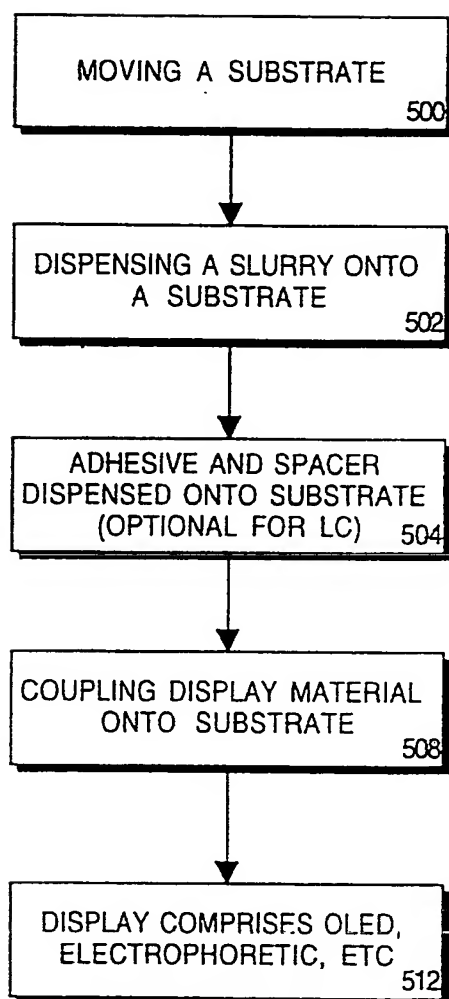 MOVING A SUBSTRATE
500
DISPENSING A SLURRY ONTO
A SUBSTRATE
502
ADHESIVE AND SPACER
DISPENSED ONTO SUBSTRATE
(OPTIONAL FOR LC) 504
COUPLING DISPLAY MATERIAL
ONTO SUBSTRATE
508
DISPLAY COMPRISES OLED,
ELECTROPHORETIC, ETC
512